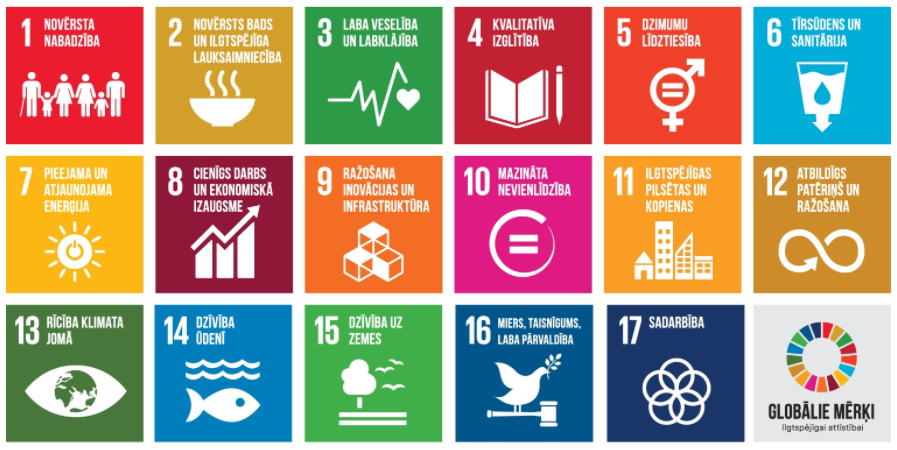 1 NOVĒRSTA
NABADZĪBA
2 NOVĒRSTS BADS
UN ILGTSPĒJĪGA
LAUKSAIMNIECĪBA
3 LABA VESELĪBA
UN LABKLĀJĪBA
4 KVALITATĪVA
IZGLĪTĪBA
5 DZIMUMU
LĪDZTIESĪBA
6 TĪRSŪDENS UN
SANITĀRIJA
7 PIEEJAMA UN
ATJAUNOJAMA
ENERĢIJA
8 CIENĪGS DARBS
UN EKONOMISKĀ
IZAUGSME
9 RAŽOŠANA
INOVĀCIJAS UN
INFRASTRUKTŪRA
10 MAZINĀTA
NEVIENLĪDZĪBA
11 ILGTSPĒJĪGAS
PILSĒTAS UN
KOPIENAS
12 ATBILDĪGS
PATĒRIŅŠ UN
RAŽOŠANA
13 RĪCĪBA KLIMATA
JOMĀ
14 DZĪVĪBA
ŪDENĪ
15 DZĪVĪBA UZ
ZEMES
16 MIERS, TAISNĪGUMS,
LABA PĀRVALDĪBA
17 SADARBĪBA
GLOBĀLIE MĒRĶI
Ilgtspējīgai attīstībai